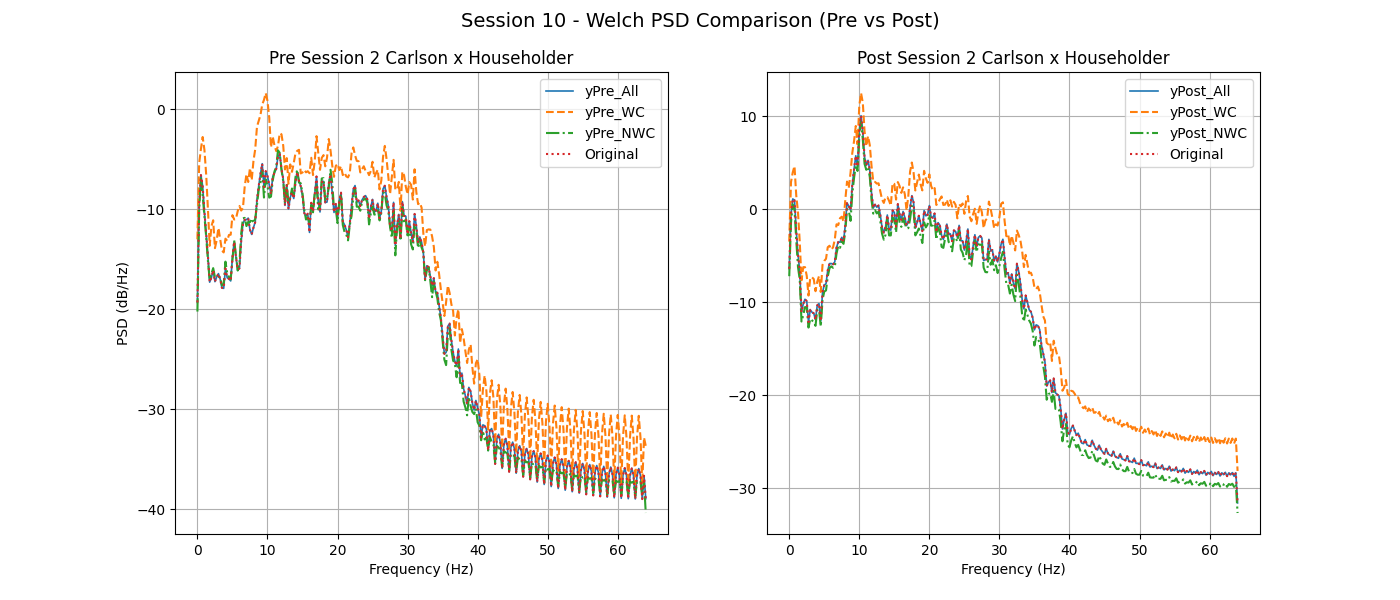 Session 10 - Welch PSD Comparison (Pre vs Post)
Pre Session 2 Carlson x Householder
yPre_All
yPre_WC
yPre_NWC
Original
PSD (dB/Hz)
0
−10
−20
−30
−40
0 10 20 30 40 50 60
Frequency (Hz)
Post Session 2 Carlson x Householder
yPost_All
yPost_WC
yPost_NWC
Original
10
0
−10
−20
−30
0 10 20 30 40 50 60
Frequency (Hz)